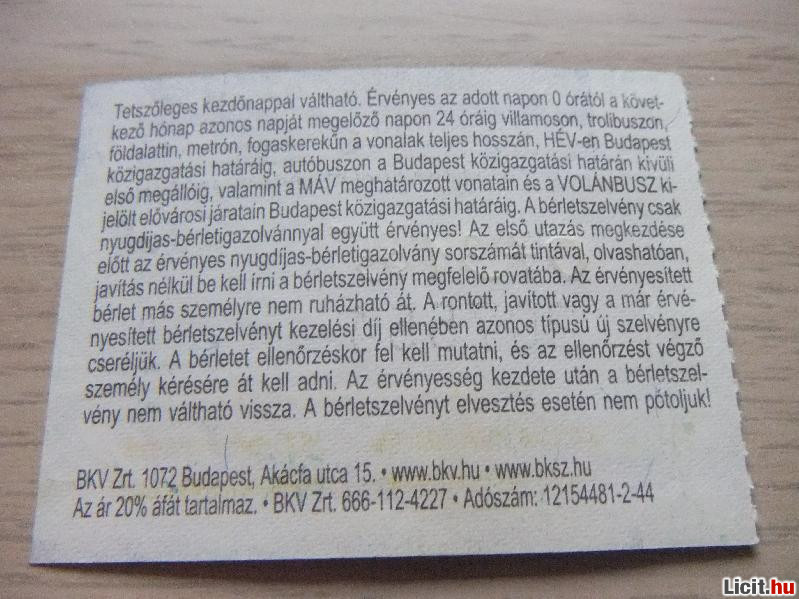 Tetszőleges kezdőnappal váltható. Érvényes az adott napon 0 órától a követ-
kező hónap azonos napját megelőző napon 24 óráig villamoson, trolibuszon,
földalattin, metrón, fogaskerekűn a vonalak teljes hosszán, HÉV-en Budapest
közigazgatási határáig, autóbuszon a Budapest közigazgatási határán kívüli
első megállóig, valamint a MÁV meghatározott vonatain és a VOLÁNBUSZ ki-
jelölt elővárosi járatain Budapest közigazgatási határáig. A bérletszelvény csak
nyugdíjas-bérletigazolvánnyal együtt érvényes! Az első utazás megkezdése
előtt az érvényes nyugdíjas-bérletigazolvány sorszámát tintával, olvashatóan,
javítás nélkül be kell írni a bérletszelvény megfelelő rovatába. Az érvényesített
bérlet más személyre nem ruházható át. A rontott, javított vagy a már érvé-
nyesített bérletszelvényt kezelési díj ellenében azonos típusú új szelvényre
cseréljük. A bérletet ellenőrzéskor fel kell mutatni, és az ellenőrzést végző
személy kérésére át kell adni. Az érvényesség kezdete után a bérletszel-
vény nem váltható vissza. A bérletszelvényt elvesztés esetén nem pótoljuk!
BKV Zrt. 1072 Budapest, Akácfa utca 15. • www.bkv.hu • www.bksz.hu
Az ár 20% áfát tartalmaz. • BKV Zrt. 666-112-4227 • Adószám: 12154481-2-44
Licit.hu